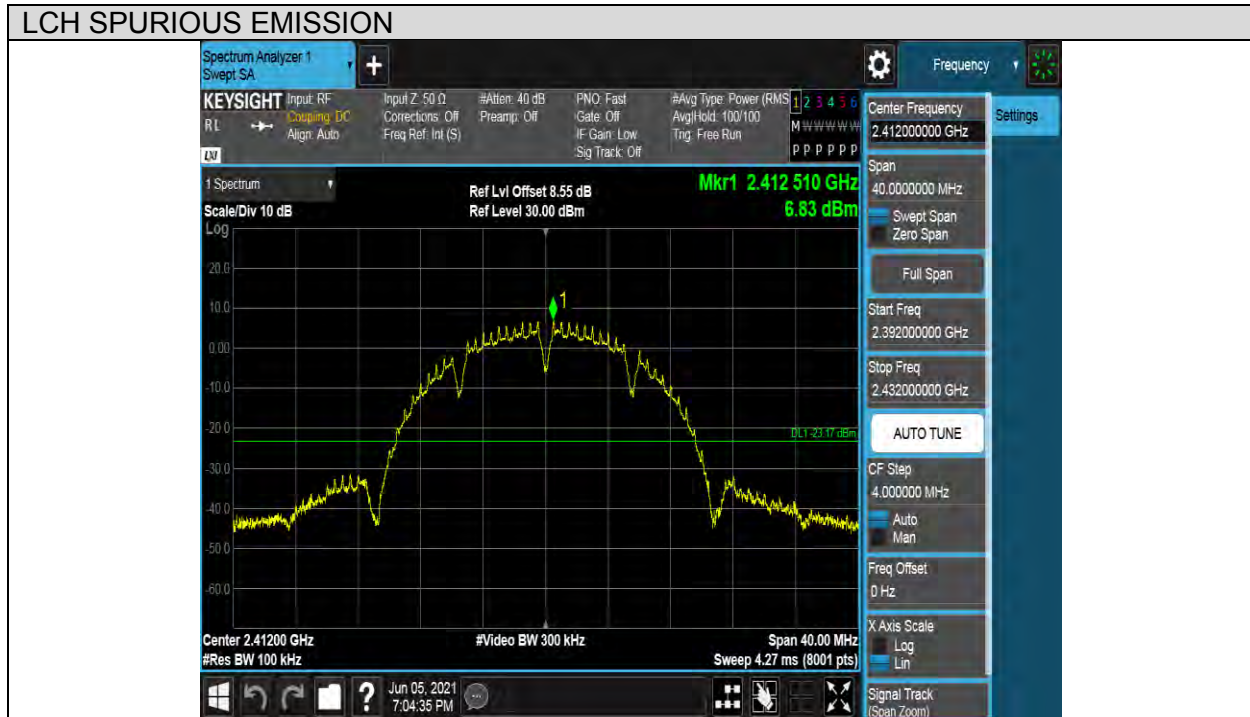 LCH SPURIOUS EMISSION
Spectrum Analyzer 1
Swept SA
+
Frequency
KEYSIGHT
RL
Input: RF
Coupling: DC
Align: Auto
Input Z: 50 Ω
Corrections: Off
Freq Ref: Int (S)
#Atten: 40 dB
Preamp: Off
PNO: Fast
Gate: Off
IF Gain: Low
Sig Track: Off
#Avg Type: Power (RMS
Avg|Hold: 100/100
Trig: Free Run
1 2 3 4 5 6
M W W W W W
P P P P P P
LXI
1 Spectrum
Scale/Div 10 dB
Log
Ref Lvl Offset 8.55 dB
Ref Level 30.00 dBm
Mkr1 2.412 510 GHz
6.83 dBm
20.0
10.0
0.00
-10.0
-20.0
-30.0
-40.0
-50.0
-60.0
1
DL1 -23.17 dBm
Center 2.41200 GHz
#Res BW 100 kHz
#Video BW 300 kHz
Span 40.00 MHz
Sweep 4.27 ms (8001 pts)
Center Frequency
2.412000000 GHz
Settings
Span
40.0000000 MHz
Swept Span
Zero Span
Full Span
Start Freq
2.392000000 GHz
Stop Freq
2.432000000 GHz
AUTO TUNE
CF Step
4.000000 MHz
Auto
Man
Freq Offset
0 Hz
X Axis Scale
Log
Lin
Signal Track
(Span Zoom)
?
Jun 05, 2021
7:04:35 PM